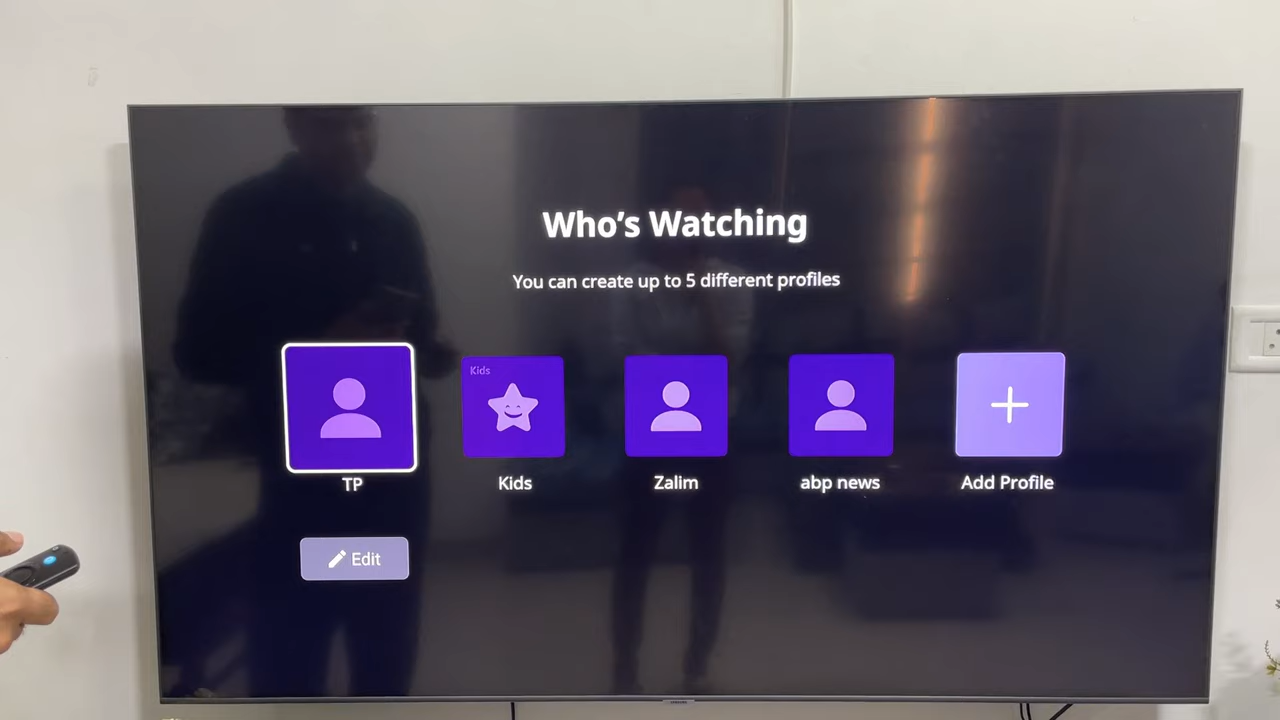 Who's Watching
You can create up to 5 different profiles
Kids
TP
Kids
Zalim
abp news
Add Profile
Edit